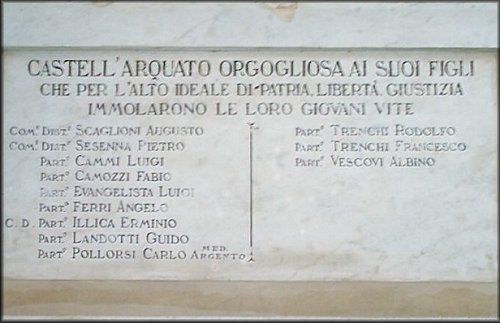 CASTELL'ARQUATO ORGOGLIOSA AI SUOI FIGLI
CHE PER L'ALTO IDEALE DI PATRIA, LIBERTÀ, GIUSTIZIA
IMMOLARONO LE LORO GIOVANI VITE
COM.E DIST.O SCAGLIONI AUGUSTO
COM.E DIST.O SESENNA PIETRO
PART.O CAMMI LUIGI
PART.O CAMOZZI FABIO
PART.O EVANGELISTA LUIGI
PART.O FERRI ANGELO
C. D. PART.O ILLICA ERMINIO
PART.O LANDOTTI GUIDO
PART.O POLLORSI CARLO MED. ARGENTO
PART.O TRENCHI RODOLFO
PART.O TRENCHI FRANCESCO
PART.O VESCOVI ALBINO